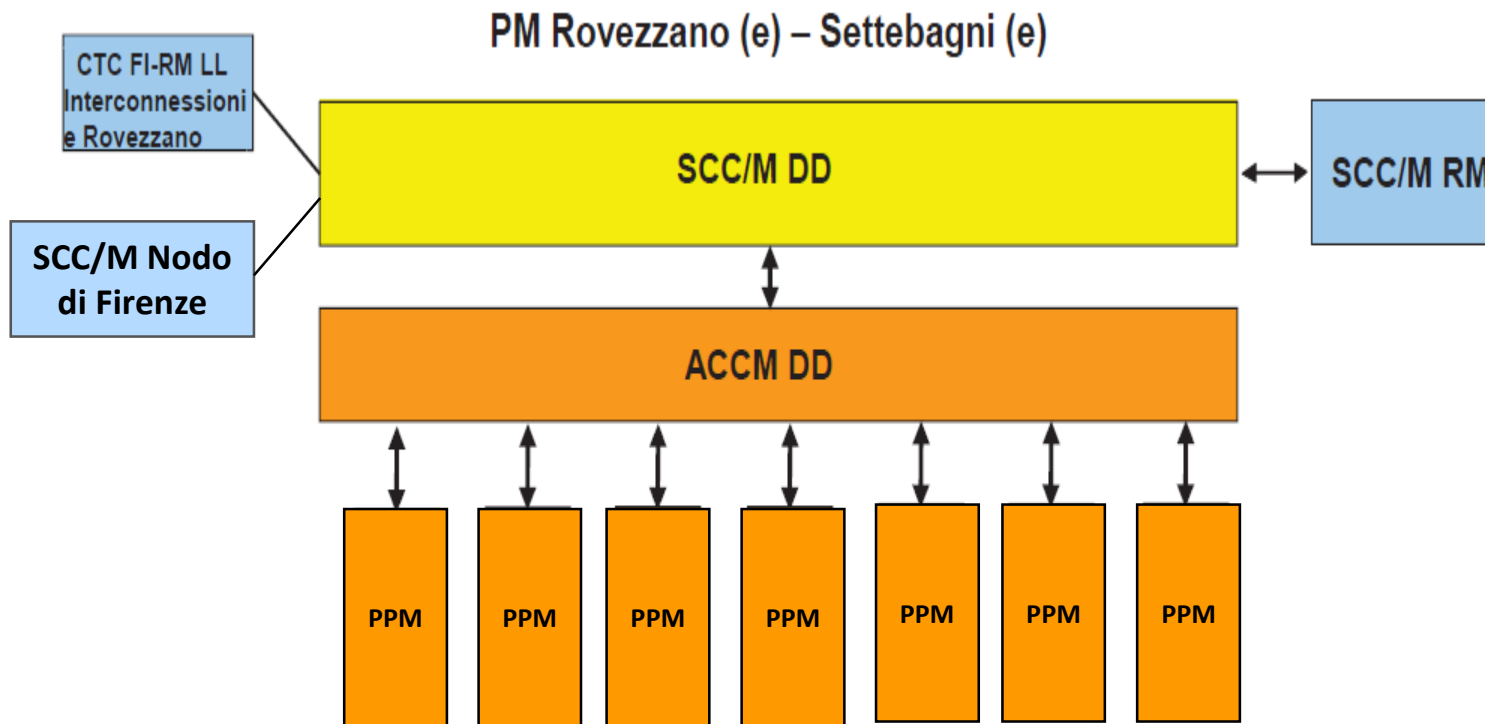 PM Rovezzano (e) – Settebagni (e)
CTC FI-RM LL
Interconnessioni
e Rovezzano
SCC/M DD
SCC/M RM
SCC/M Nodo
di Firenze
ACCM DD
PPM
PPM
PPM
PPM
PPM
PPM
PPM